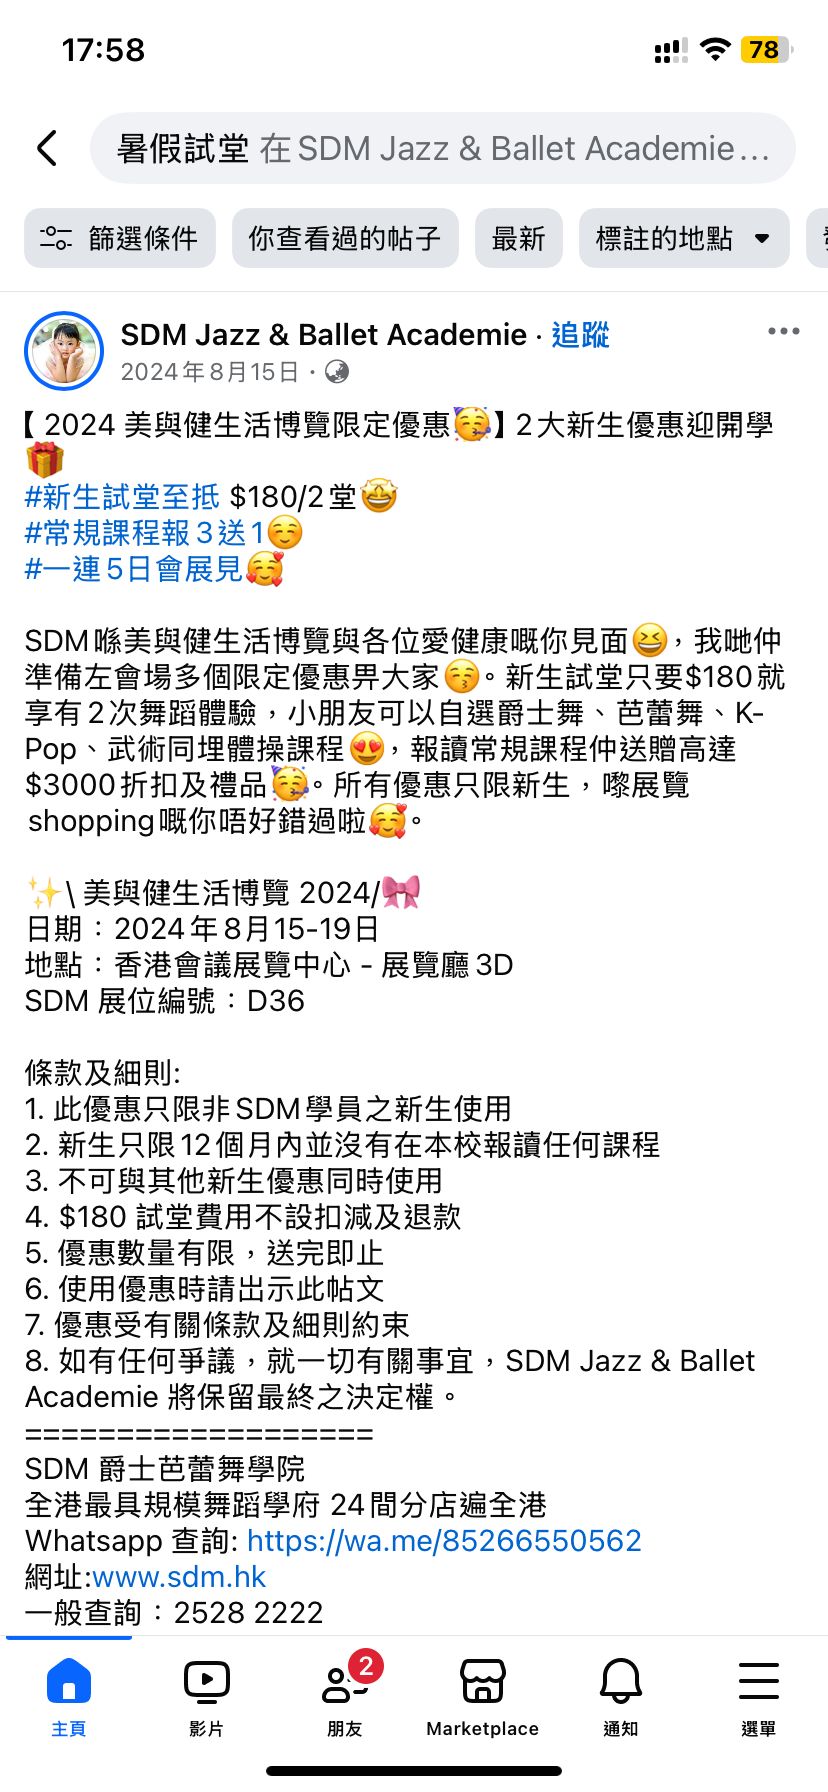 17:58
78
暑假試堂 在SDM Jazz & Ballet Academie...
篩選條件
你查看過的帖子
最新
標註的地點
SDM Jazz & Ballet Academie · 追蹤
2024年8月15日 ·
【 2024 美與健生活博覽限定優惠🥳】2大新生優惠迎開學
🎁
#新生試堂至抵 $180/2堂🤩
#常規課程報3送1☺️
#一連5日會展見🥰
SDM喺美與健生活博覽與各位愛健康嘅你見面😆，我哋仲
準備左會場多個限定優惠畀大家😚。新生試堂只要$180就
享有2次舞蹈體驗，小朋友可以自選爵士舞、芭蕾舞、K-
Pop、武術同埋體操課程😍，報讀常規課程仲送贈高達
$3000折扣及禮品🥳。所有優惠只限新生，嚟展覽
shopping嘅你唔好錯過啦🥰。
✨\ 美與健生活博覽 2024/🎀
日期：2024年8月15-19日
地點：香港會議展覽中心 - 展覽廳3D
SDM 展位編號：D36
條款及細則:
1. 此優惠只限非SDM學員之新生使用
2. 新生只限12個月內並沒有在本校報讀任何課程
3. 不可與其他新生優惠同時使用
4. $180 試堂費用不設扣減及退款
5. 優惠數量有限，送完即止
6. 使用優惠時請出示此帖文
7. 優惠受有關條款及細則約束
8. 如有任何爭議，就一切有關事宜，SDM Jazz & Ballet
Academie 將保留最終之決定權。
===================
SDM 爵士芭蕾舞學院
全港最具規模舞蹈學府 24間分店遍全港
Whatsapp 查詢: https://wa.me/85266550562
網址:www.sdm.hk
一般查詢：2528 2222
2
主頁
影片
朋友
Marketplace
通知
選單